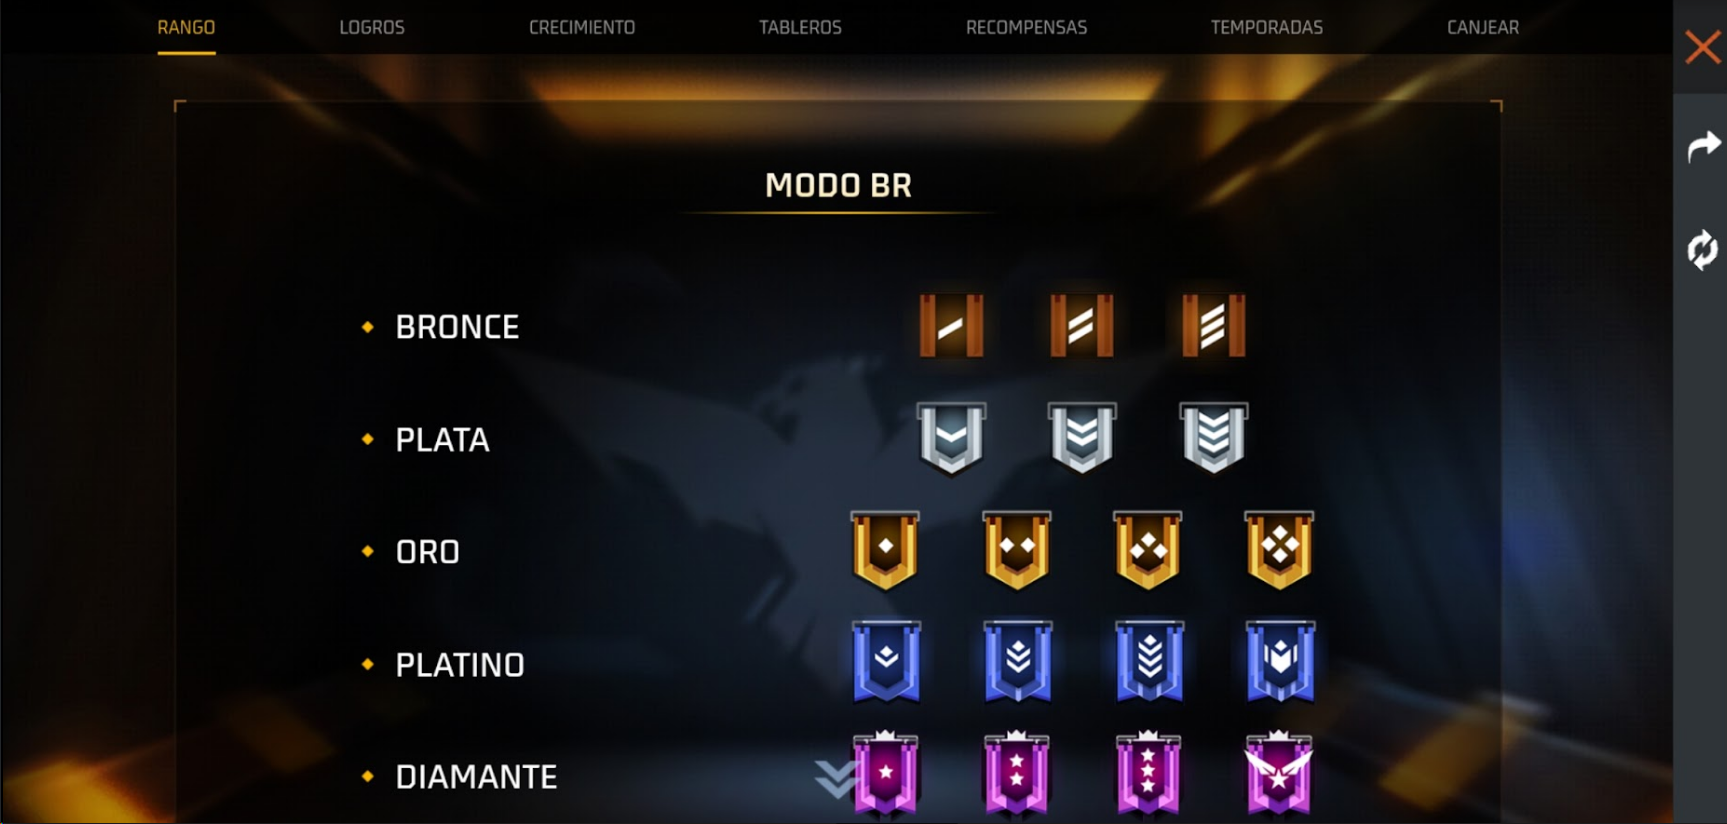 RANGO LOGROS CRECIMIENTO TABLEROS RECOMPENSAS TEMPORADAS CANJEAR
MODO BR
BRONCE
PLATA
ORO
PLATINO
DIAMANTE